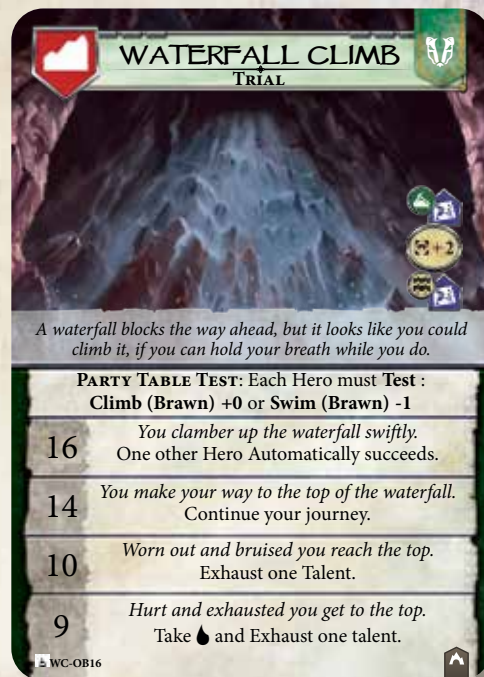 WATERFALL CLIMB
TRIAL
+2
A waterfall blocks the way ahead, but it looks like you could
climb it, if you can hold your breath while you do.
PARTY TABLE TEST: Each Hero must Test :
Climb (Brawn) +0 or Swim (Brawn) -1
16
You clamber up the waterfall swiftly.
One other Hero Automatically succeeds.
14
You make your way to the top of the waterfall.
Continue your journey.
10
Worn out and bruised you reach the top.
Exhaust one Talent.
9
Hurt and exhausted you get to the top.
Take and Exhaust one talent.
WC-OB16